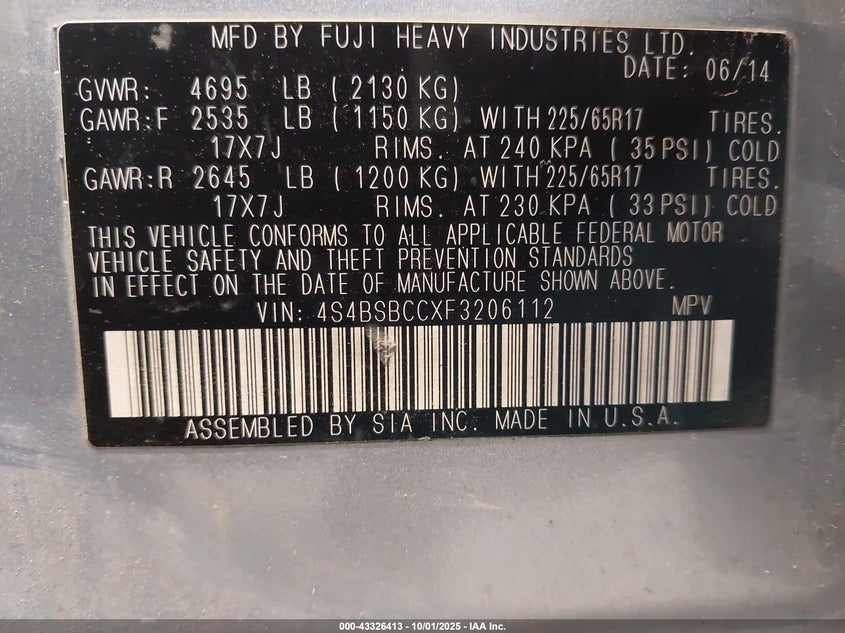 MFD BY FUJI HEAVY INDUSTRIES LTD.
DATE: 06/14
GVWR: 4695 LB ( 2130 KG)
GAWR:F 2535 LB ( 1150 KG) WITH 225/65R17 TIRES.
17X7J RIMS. AT 240 KPA ( 35 PSI) COLD
GAWR:R 2645 LB ( 1200 KG) WITH 225/65R17 TIRES.
17X7J RIMS. AT 230 KPA ( 33 PSI) COLD
THIS VEHICLE CONFORMS TO ALL APPLICABLE FEDERAL MOTOR
VEHICLE SAFETY AND THEFT PREVENTION STANDARDS
IN EFFECT ON THE DATE OF MANUFACTURE SHOWN ABOVE.
VIN: 4S4BSBCCXF3206112 MPV
ASSEMBLED BY SIA INC. MADE IN U.S.A.
000-43326413 - 10/01/2025 - IAA Inc.